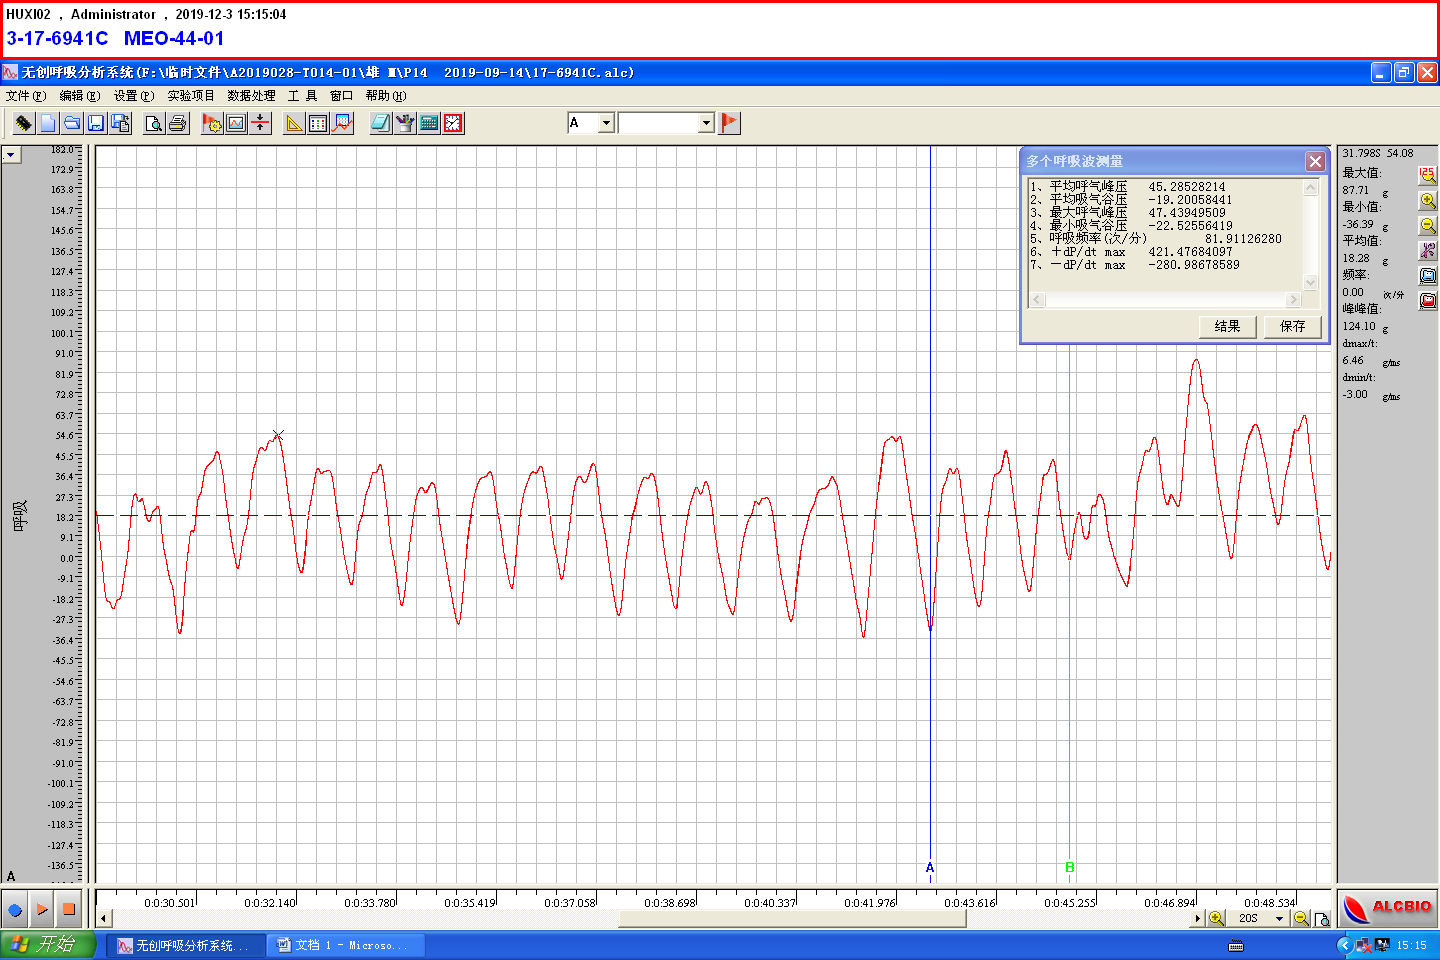 HUXI02 , Administrator , 2019-12-3 15:15:04
3-17-6941C MEO-44-01
无创呼吸分析系统(F:\临时文件\A2019028-T014-01\雄 M\P14 2019-09-14\17-6941C.alc)
文件(F) 编辑(E) 设置(P) 实验项目 数据处理 工 具 窗口 帮助(H)
A
182.0
172.9
163.8
154.7
145.6
136.5
127.4
118.3
109.2
100.1
91.0
81.9
72.8
63.7
54.6
45.5
36.4
27.3
18.2
9.1
0.0
-9.1
-18.2
-27.3
-36.4
-45.5
-54.6
-63.7
-72.8
-81.9
-91.0
-100.1
-109.2
-118.3
-127.4
-136.5
呼吸
A
多个呼吸波测量
1、平均呼气峰压 45.28528214
2、平均吸气谷压 -19.20058441
3、最大呼气峰压 47.43949509
4、最小吸气谷压 -22.52556419
5、呼吸频率(次/分) 81.91126280
6、＋dP/dt max 421.47684097
7、－dP/dt max -280.98678589
结果 保存
31.798S 54.08
最大值:
87.71 g
最小值:
-36.39 g
平均值:
18.28 g
频率:
0.00 次/分
峰峰值:
124.10 g
dmax/t:
6.46 g/ms
dmin/t:
-3.00 g/ms
125
A B
0:0:30.501 0:0:32.140 0:0:33.780 0:0:35.419 0:0:37.058 0:0:38.698 0:0:40.337 0:0:41.976 0:0:43.616 0:0:45.255 0:0:46.894 0:0:48.534
20S
ALCBIO
开始 无创呼吸分析系统... 文档 1 - Microso... 15:15